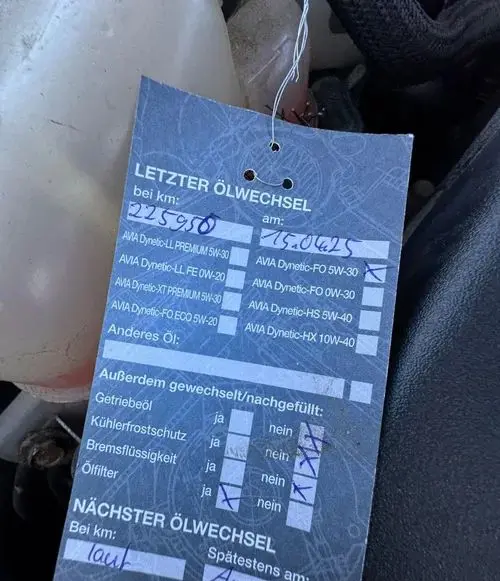 LETZTER ÖLWECHSEL
bei km: am:
225950 15.04.25
AVIA Dynetic-LL PREMIUM 5W-30 AVIA Dynetic-FO 5W-30 X
AVIA Dynetic-LL FE 0W-20 AVIA Dynetic-FO 0W-30
AVIA Dynetic-XT PREMIUM 5W-30 AVIA Dynetic-HS 5W-40
AVIA Dynetic-FO ECO 5W-20 AVIA Dynetic-HX 10W-40
Anderes Öl:
Außerdem gewechselt/nachgefüllt:
Getriebeöl ja nein X
Kühlerfrostschutz ja nein X
Bremsflüssigkeit ja nein X
Ölfilter ja X nein
NÄCHSTER ÖLWECHSEL
Bei km: Spätestens am:
laut